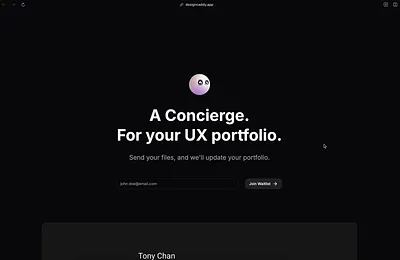 designcaddy.app
A Concierge.
For your UX portfolio.
Send your files, and we'll update your portfolio.
john.doe@email.com
Join Waitlist
Tony Chan